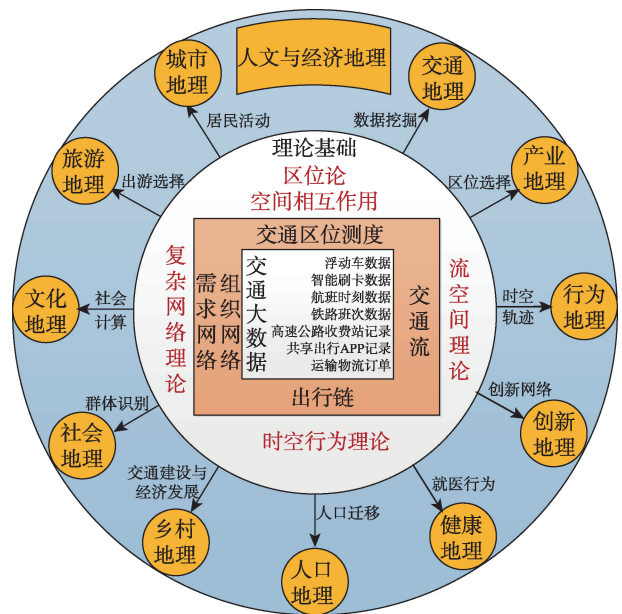 人文与经济地理
城市
地理
交通
地理
居民活动
数据挖掘
旅游
地理
产业
地理
出游选择
区位选择
理论基础
区位论
空间相互作用
交通区位测度
复杂网络理论
需求网络
组织网络
交通大数据
浮动车数据
智能刷卡数据
航班时刻数据
铁路班次数据
高速公路收费站记录
共享出行APP记录
运输物流订单
交通流
流空间理论
出行链
时空行为理论
文化
地理
社会
计算
时空
轨迹
行为
地理
群体识别
社会
地理
创新网络
创新
地理
交通建设与
经济发展
乡村
地理
人口迁移
人口
地理
就医行为
健康
地理